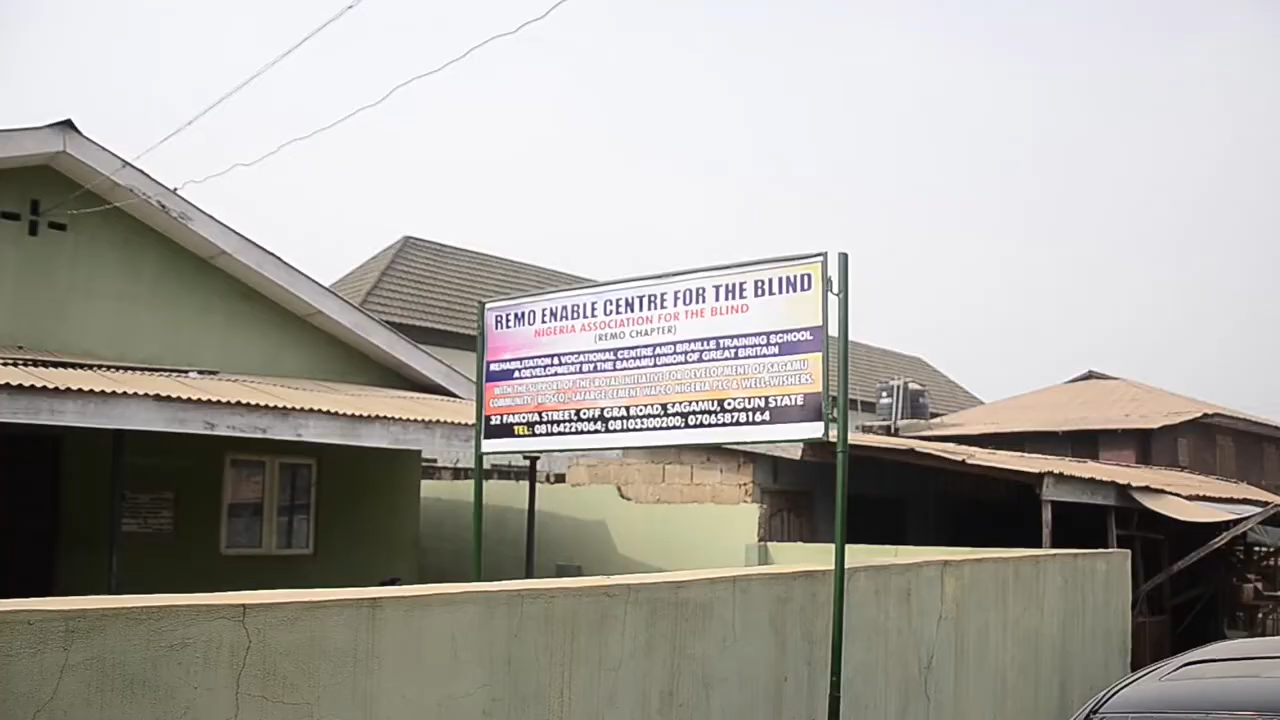 REMO ENABLE CENTRE FOR THE BLIND
NIGERIA ASSOCIATION FOR THE BLIND
(REMO CHAPTER)
REHABILITATION & VOCATIONAL CENTRE AND BRAILLE TRAINING SCHOOL
A DEVELOPMENT BY THE SAGAMU UNION OF GREAT BRITAIN
WITH THE SUPPORT OF THE ROYAL INITIATIVE FOR DEVELOPMENT OF SAGAMU
COMMUNITY (RIDSCO), LAFARGE CEMENT WAPCO NIGERIA PLC & WELL-WISHERS.
32 FAKOYA STREET, OFF GRA ROAD, SAGAMU, OGUN STATE
TEL: 08164229064; 08103300200; 07065878164